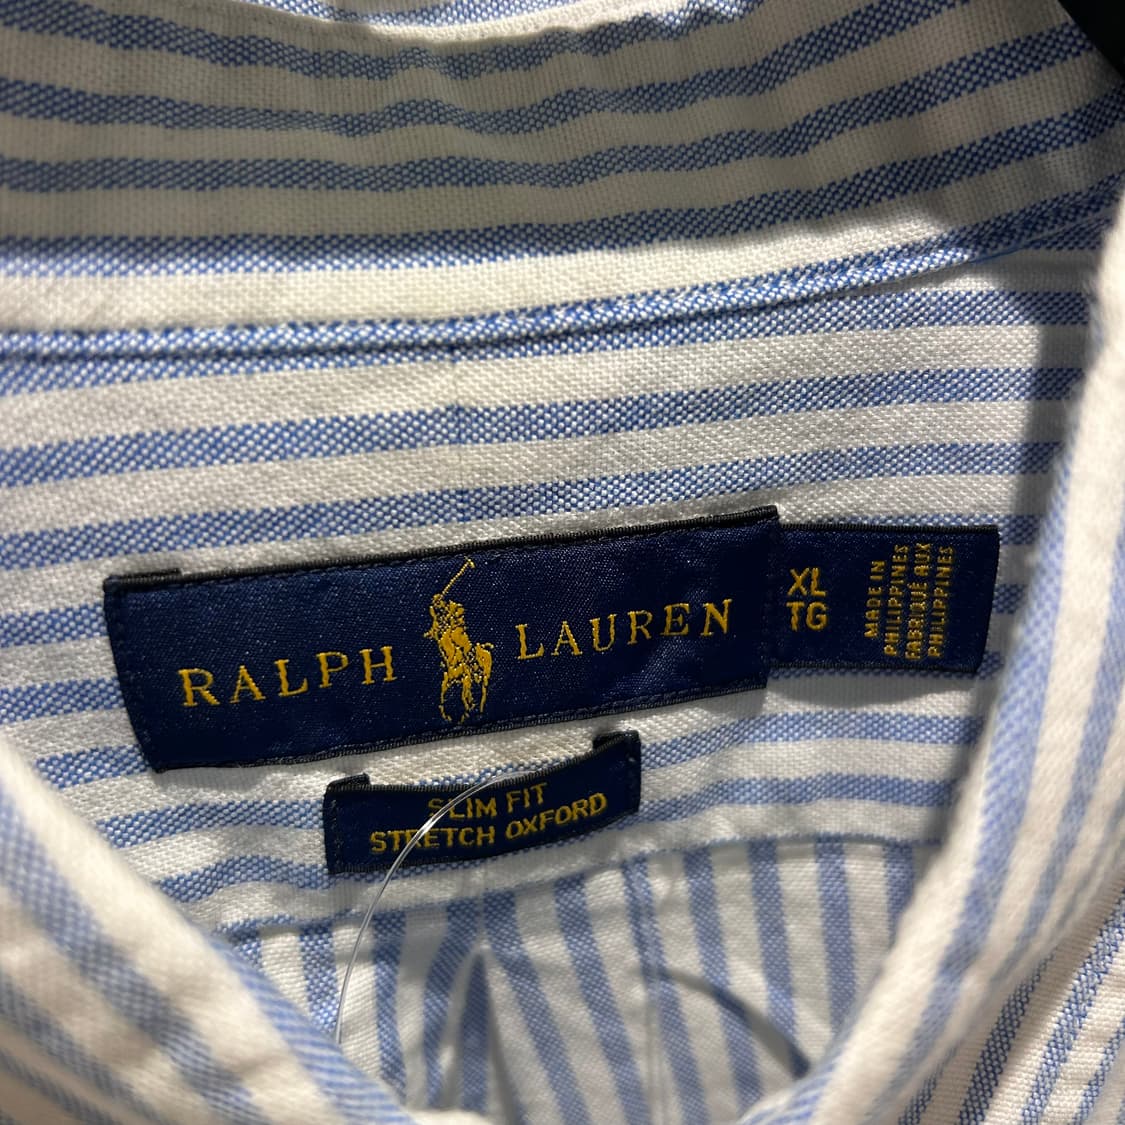 RALPH LAUREN
XL
TG
MADE IN
PHILIPPINES
FABRIQUÉ AUX
PHILIPPINES
SLIM FIT
STRETCH OXFORD